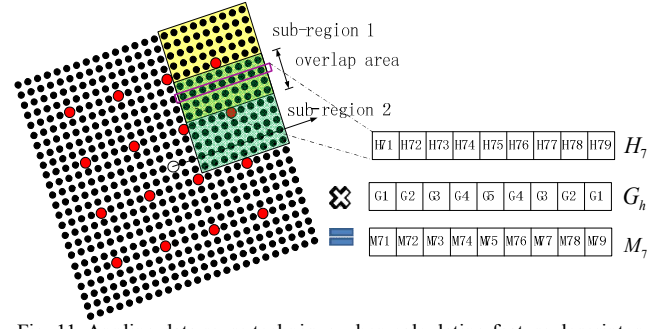 sub-region 1
overlap area
sub-region 2
H71 H72 H73 H74 H75 H76 H77 H78 H79 H7
G1 G2 G3 G4 G5 G4 G3 G2 G1 Gh
M71 M72 M73 M74 M75 M76 M77 M78 M79 M7